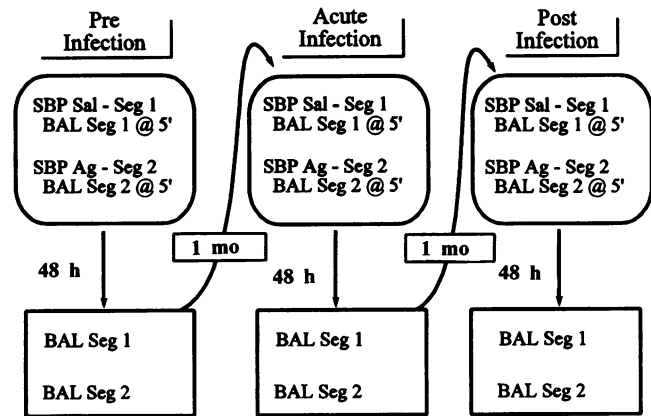 Pre
Infection
Acute
Infection
Post
Infection
SBP Sal - Seg 1
BAL Seg 1 @ 5'
SBP Ag - Seg 2
BAL Seg 2 @ 5'
SBP Sal - Seg 1
BAL Seg 1 @ 5'
SBP Ag - Seg 2
BAL Seg 2 @ 5'
SBP Sal - Seg 1
BAL Seg 1 @ 5'
SBP Ag - Seg 2
BAL Seg 2 @ 5'
48 h
1 mo
48 h
1 mo
48 h
BAL Seg 1
BAL Seg 2
BAL Seg 1
BAL Seg 2
BAL Seg 1
BAL Seg 2